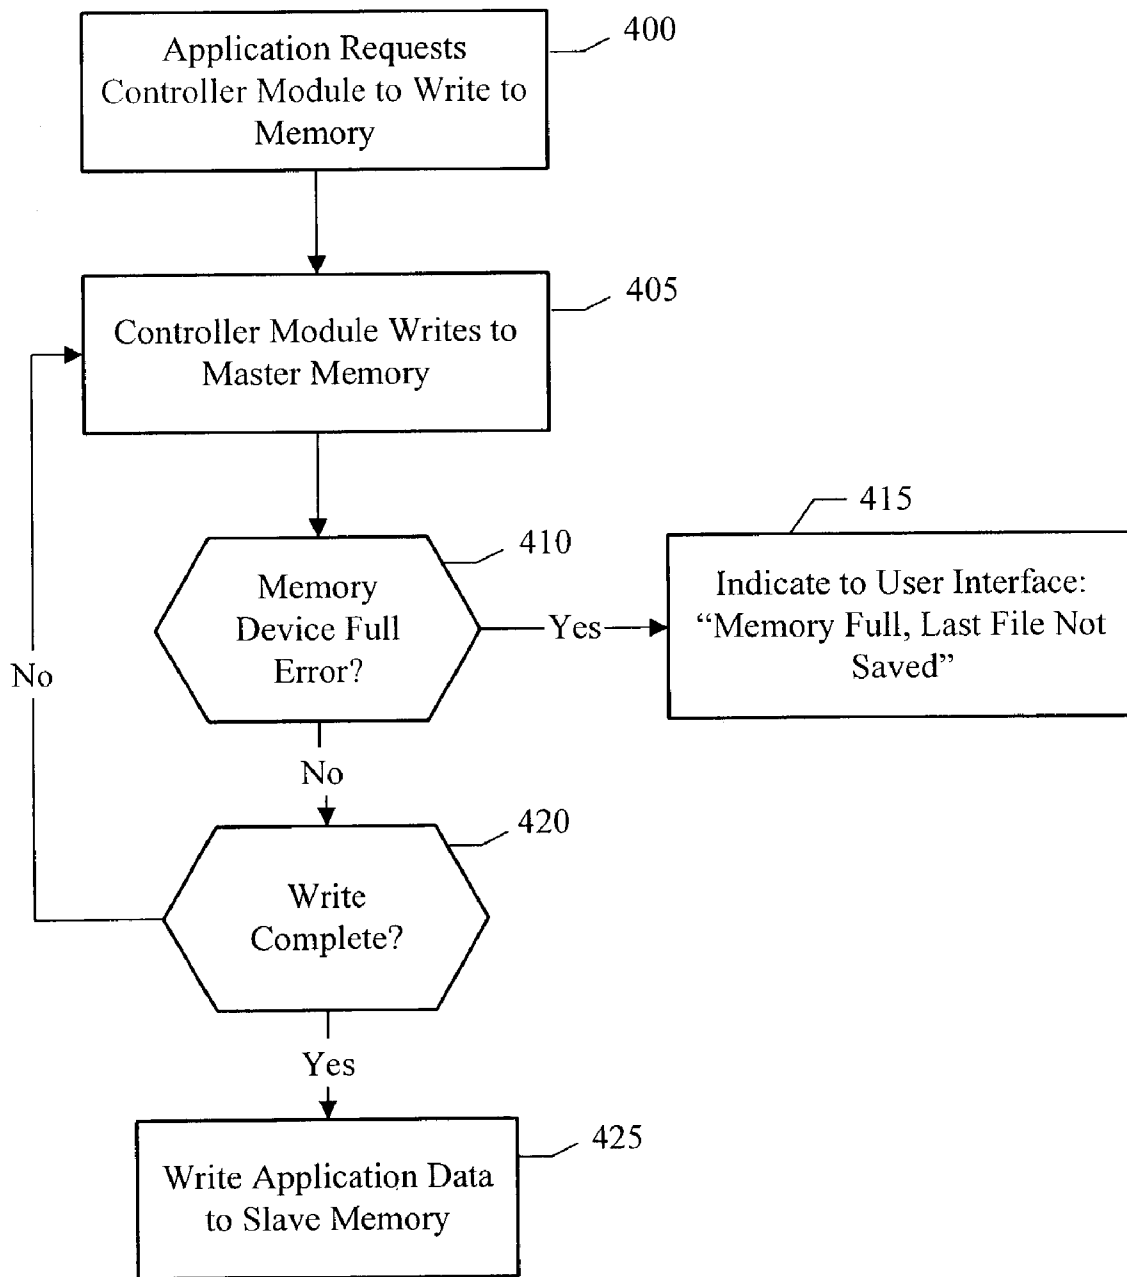 Application Requests
Controller Module to Write to
Memory
400
Controller Module Writes to
Master Memory
405
Memory
Device Full
Error?
410
Yes
415
Indicate to User Interface:
“Memory Full, Last File Not
Saved”
No
No
Write
Complete?
420
Yes
Write Application Data
to Slave Memory
425